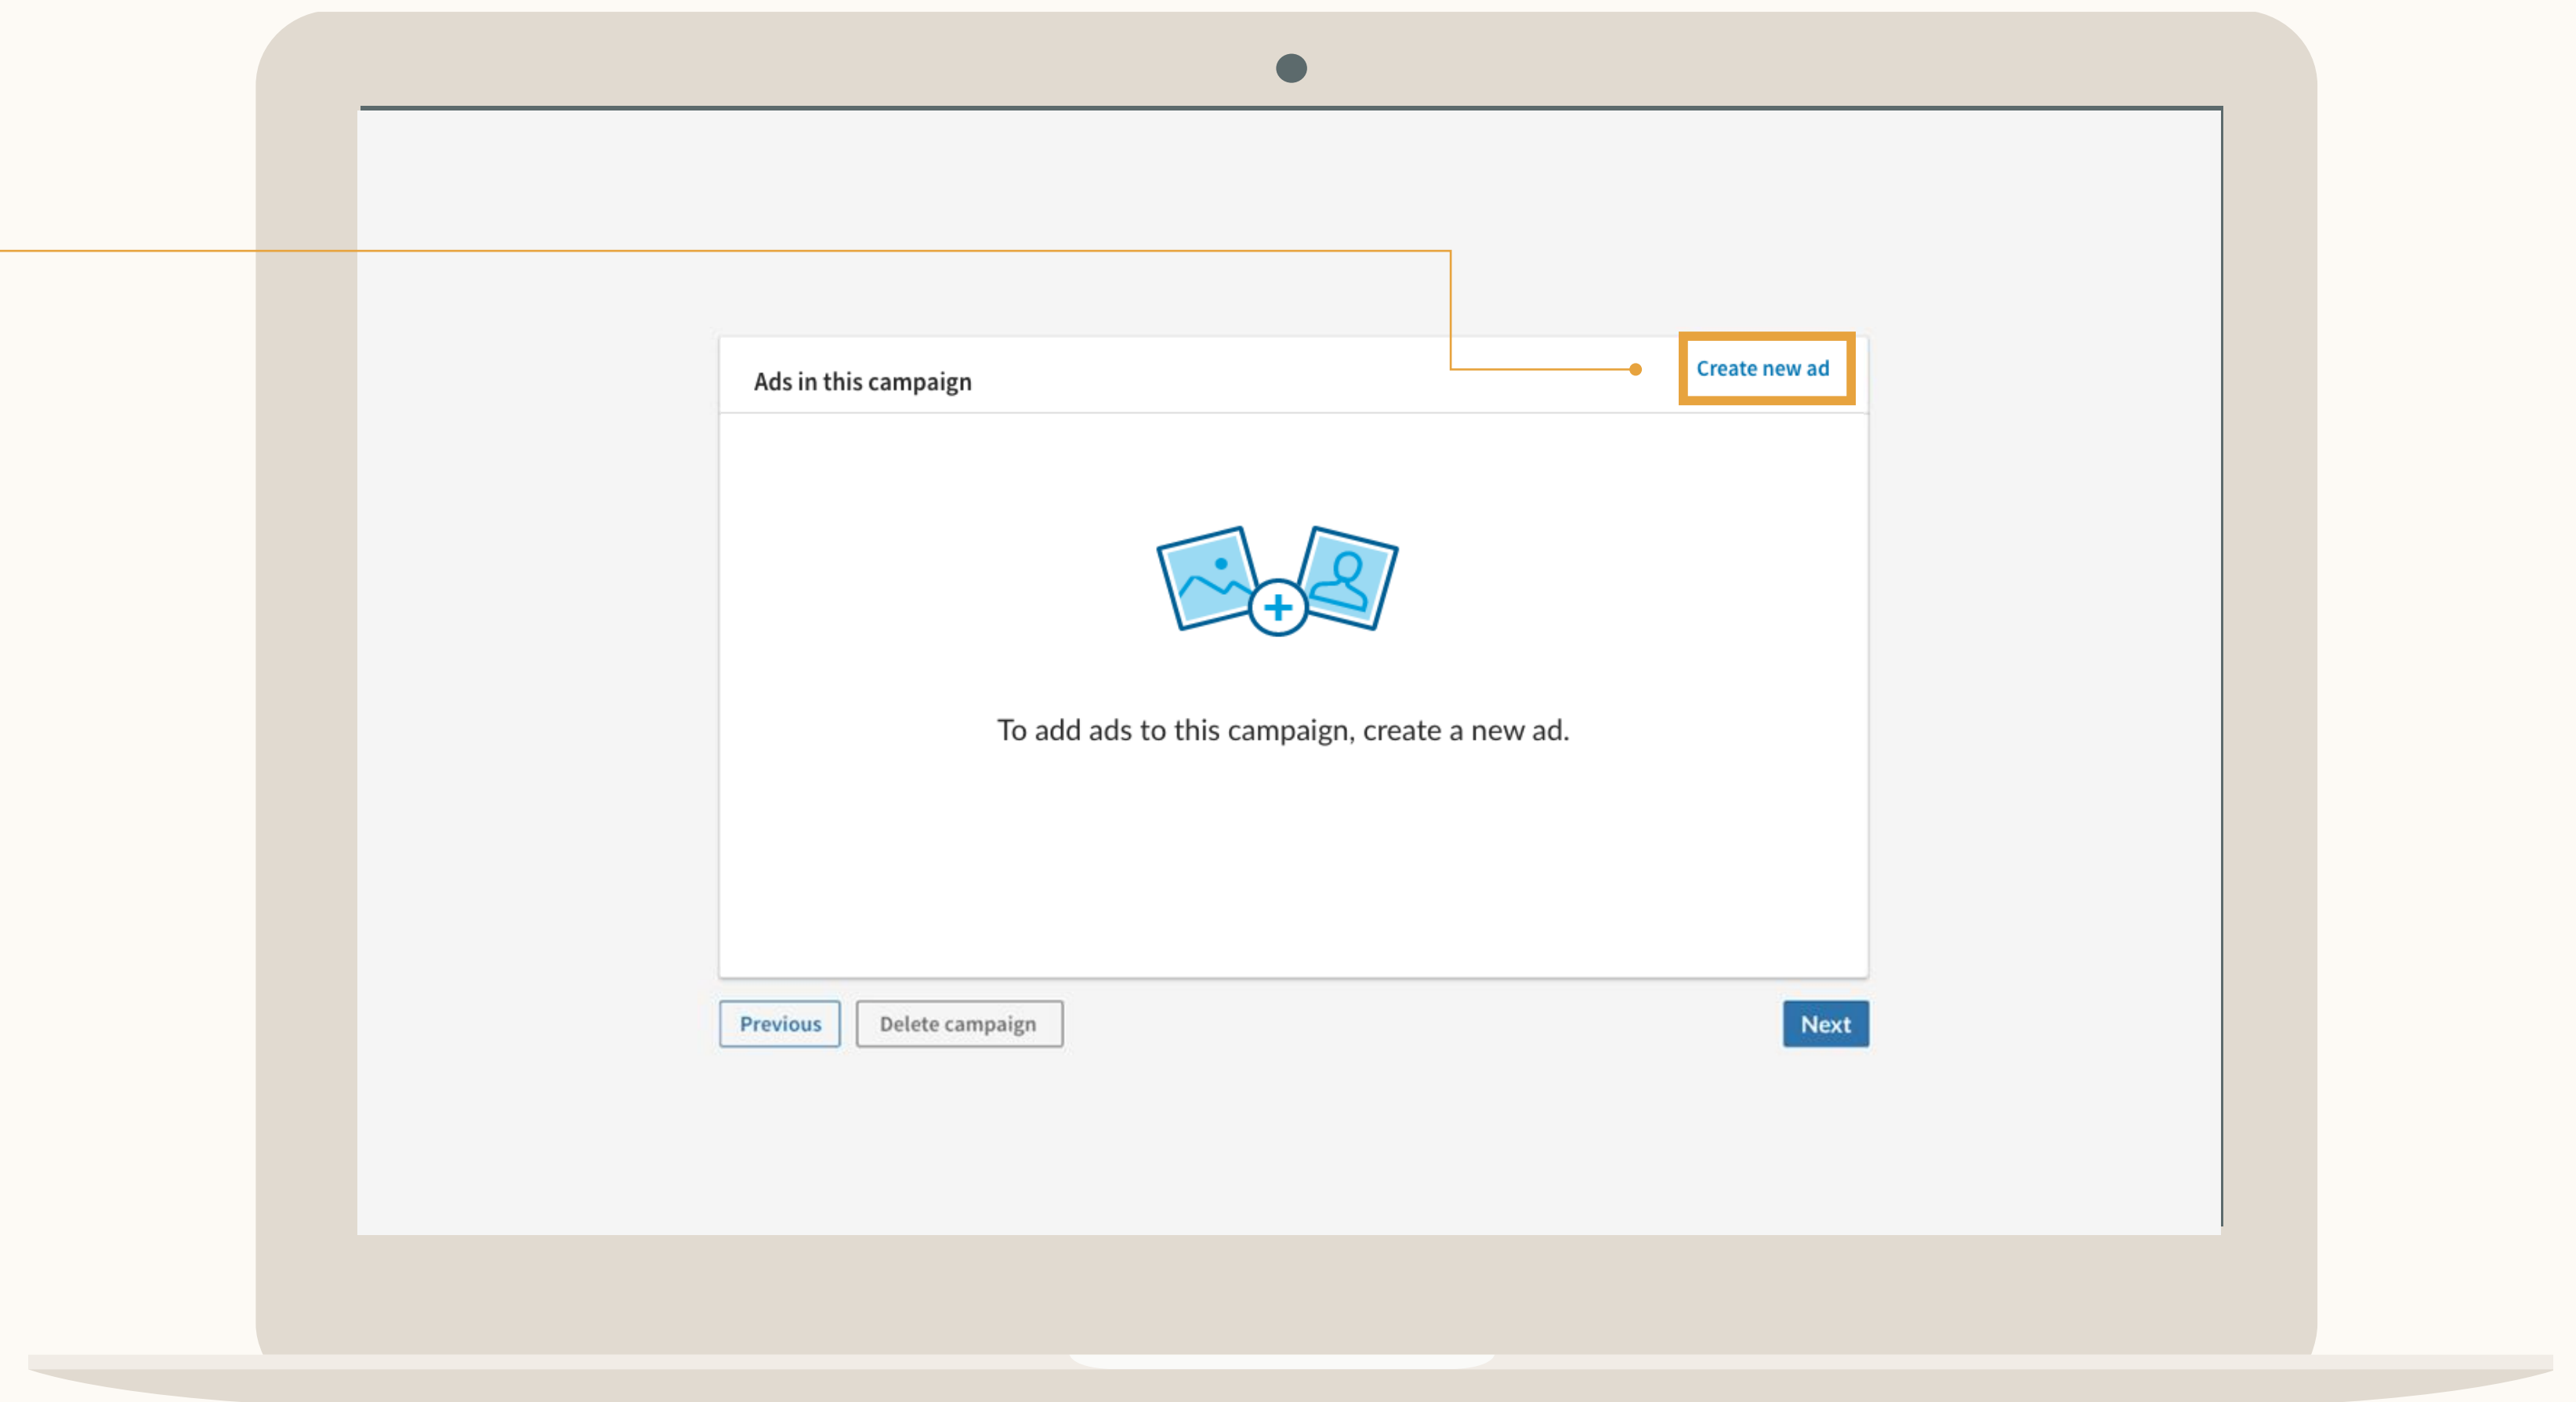 Ads in this campaign
Create new ad
To add ads to this campaign, create a new ad.
Previous
Delete campaign
Next